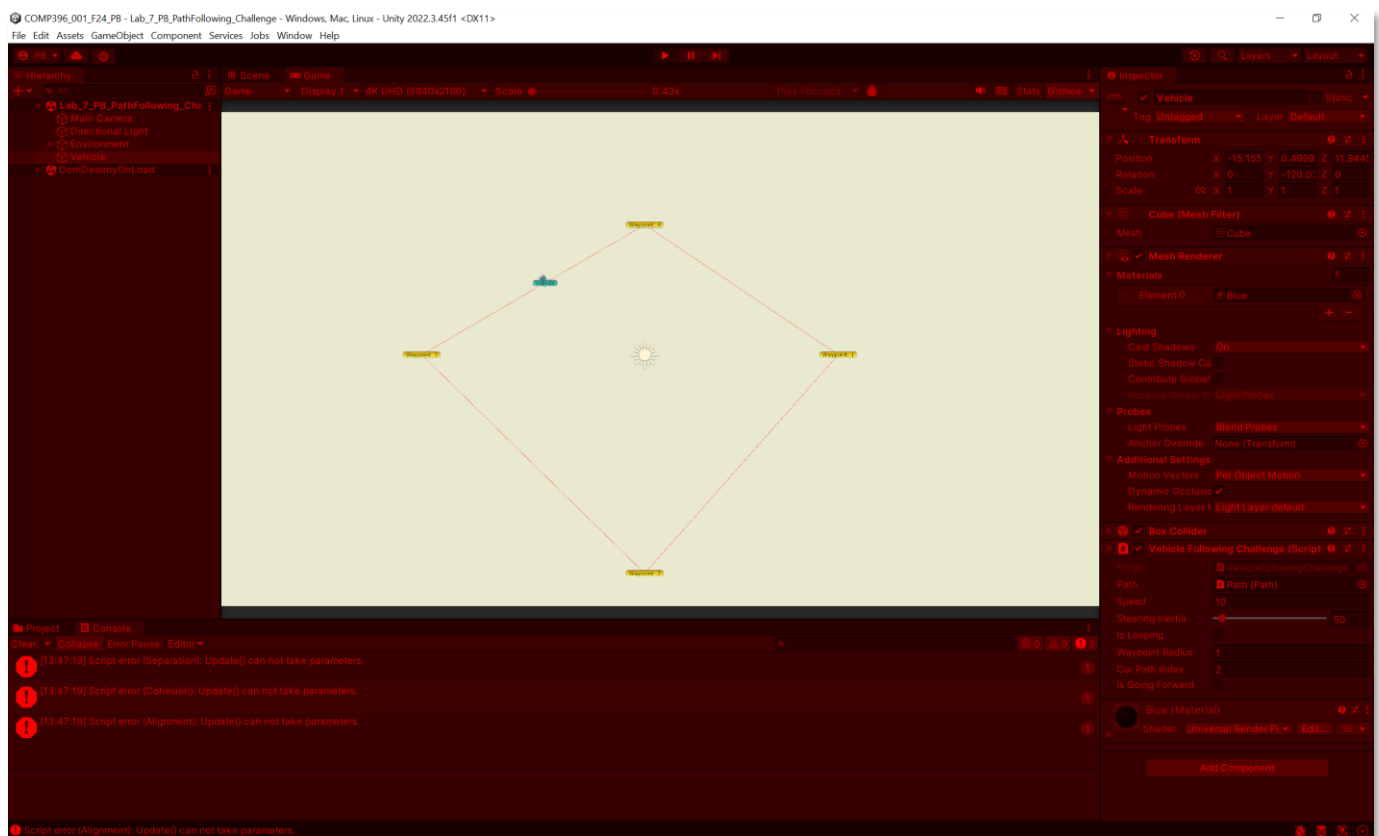 COMP396_001_F24_PB - Lab_7_PB_PathFollowing_Challenge - Windows, Mac, Linux - Unity 2022.3.45f1 <DX11>
File Edit Assets GameObject Component Services Jobs Window Help
PB
Layers Layout
Hierarchy
All
Lab_7_PB_PathFollowing_Cha
Main Camera
Directional Light
Environment
Vehicle
DontDestroyOnLoad
Scene Game
Game Display 1 4K UHD (3840x2160) Scale 0.43x Play Focused Stats Gizmos
Waypoint_4
Vehicle
Waypoint_1
Inspector
Vehicle Static
Tag Untagged Layer Default
Transform
Position X -15.155 Y 0.4999 Z 11.944
Rotation X 0 Y -120.0 Z 0
Scale X 1 Y 1 Z 1
Cube (Mesh Filter)
Mesh Cube
Mesh Renderer
Materials 1
Element 0 Blue
Lighting
Cast Shadows On
Static Shadow Ca
Contribute Global
Receive Global Ill Light Probes
Probes
Light Probes Blend Probes
Anchor Override None (Transform)
Additional Settings
Motion Vectors Per Object Motion
Dynamic Occlusic
Rendering Layer M Light Layer default
Box Collider
Vehicle Following Challenge (Script
Script VehicleFollowingChallenge
Path Path (Path)
Speed 10
Steering Inertia 50
Is Looping
Waypoint Radius 1
Cur Path Index 2
Is Going Forward
Blue (Material)
Shader Universal Render Pi Edit...
Add Component
Project Console
Clear Collapse Error Pause Editor 0 0 3
[13:47:19] Script error (Separation): Update() can not take parameters.
1
[13:47:19] Script error (Cohesion): Update() can not take parameters.
1
[13:47:19] Script error (Alignment): Update() can not take parameters.
1
Script error (Alignment): Update() can not take parameters.